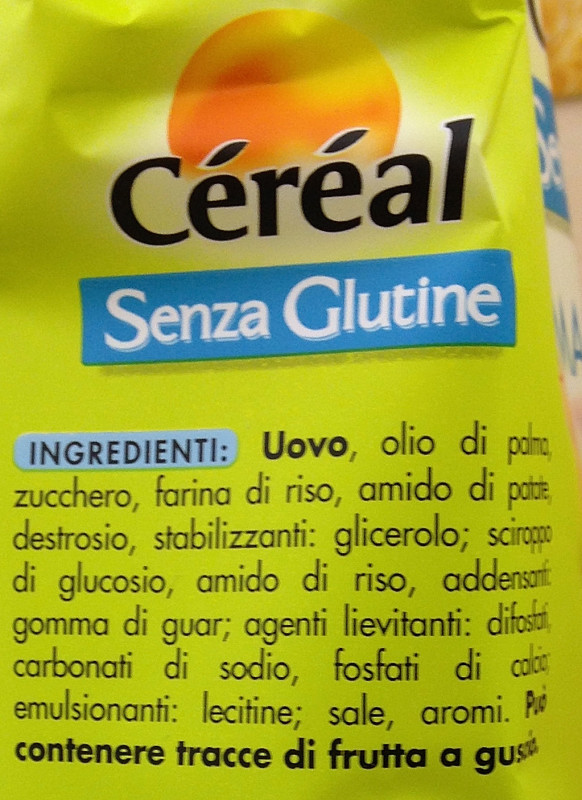 Céréal
Senza Glutine
INGREDIENTI: Uovo, olio di palma,
zucchero, farina di riso, amido di patate,
destrosio, stabilizzanti: glicerolo; sciroppo
di glucosio, amido di riso, addensanti:
gomma di guar; agenti lievitanti: difosfati,
carbonati di sodio, fosfati di calcio;
emulsionanti: lecitine; sale, aromi. Può
contenere tracce di frutta a guscio.